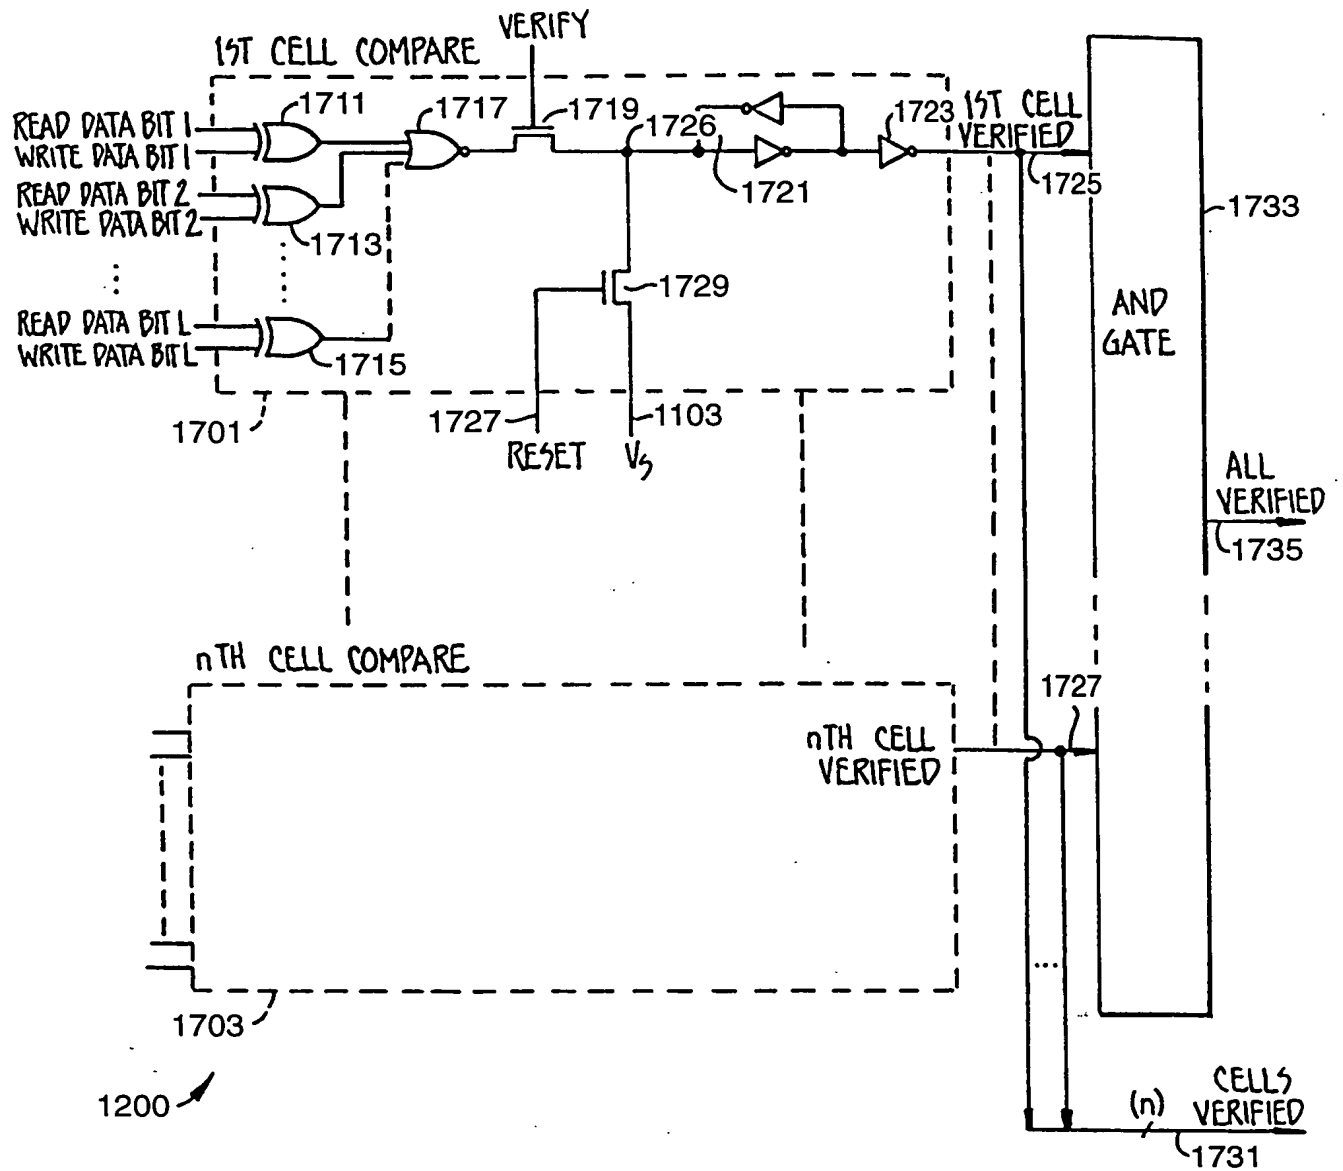 VERIFY
1ST CELL COMPARE
1711
1717
1719
1726
1723
1ST CELL
VERIFIED
READ DATA BIT 1
WRITE DATA BIT 1
1721
1725
READ DATA BIT 2
WRITE DATA BIT 2
1713
1733
1729
AND
GATE
READ DATA BIT L
WRITE DATA BIT L
1715
1701
1727
1103
RESET
VS
ALL
VERIFIED
1735
nTH CELL COMPARE
1727
nTH CELL
VERIFIED
...
1703
1200
(n)
CELLS
VERIFIED
1731